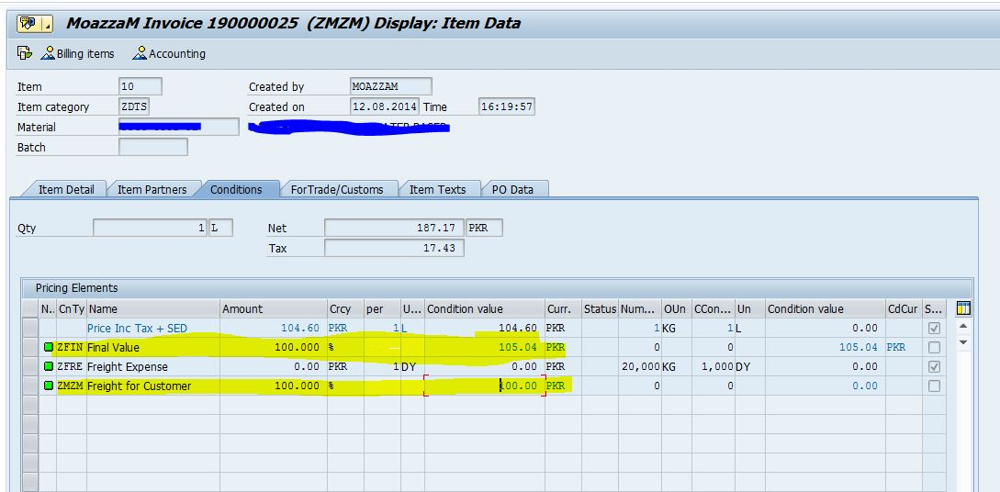 MoazzaM Invoice 190000025 (ZMZM) Display: Item Data
Billing items Accounting
Item 10 Created by MOAZZAM
Item category ZDTS Created on 12.08.2014 Time 16:19:57
Material
Batch
Item Detail Item Partners Conditions ForTrade/Customs Item Texts PO Data
Qty 1 L Net 187.17 PKR
Tax 17.43
Pricing Elements
N.. CnTy Name Amount Crcy per U... Condition value Curr. Status Num... OUn CCon... Un Condition value CdCur S...
Price Inc Tax + SED 104.60 PKR 1 L 104.60 PKR 1 KG 1 L 0.00
ZFIN Final Value 100.000 % 105.04 PKR 0 0 105.04 PKR
ZFRE Freight Expense 0.00 PKR 1 DY 0.00 PKR 20,000 KG 1,000 DY 0.00
ZMZM Freight for Customer 100.000 % 100.00 PKR 0 0 0.00